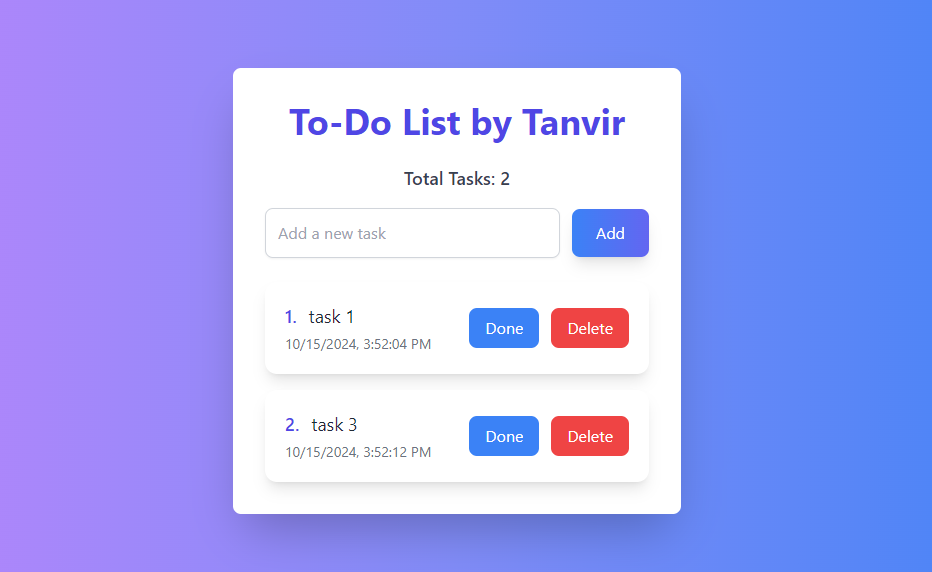 To-Do List by Tanvir
Total Tasks: 2
Add a new task
Add
1. task 1
10/15/2024, 3:52:04 PM
Done
Delete
2. task 3
10/15/2024, 3:52:12 PM
Done
Delete